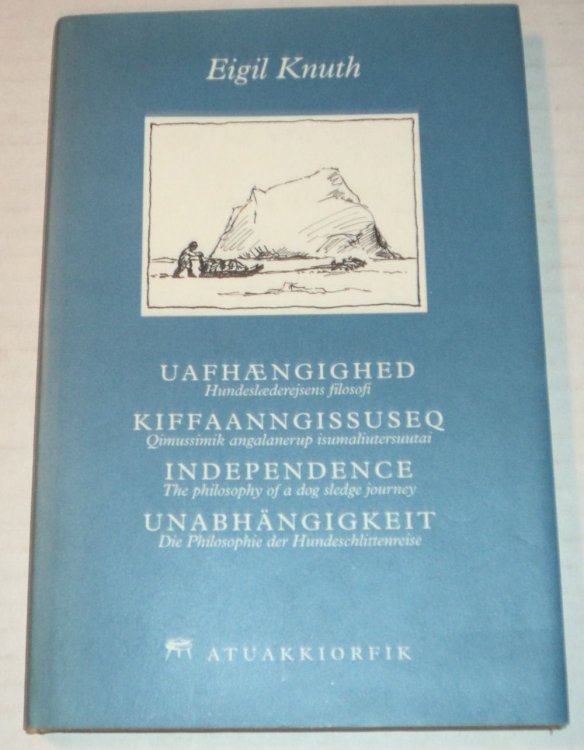 Eigil Knuth
UAFHÆNGIGHED
Hundeslæderejsens filosofi
KIFFAANNGISSUSEQ
Qimussimik angalanerup isumaliutersuutai
INDEPENDENCE
The philosophy of a dog sledge journey
UNABHÄNGIGKEIT
Die Philosophie der Hundeschlittenreise
ATUAKKIORFIK